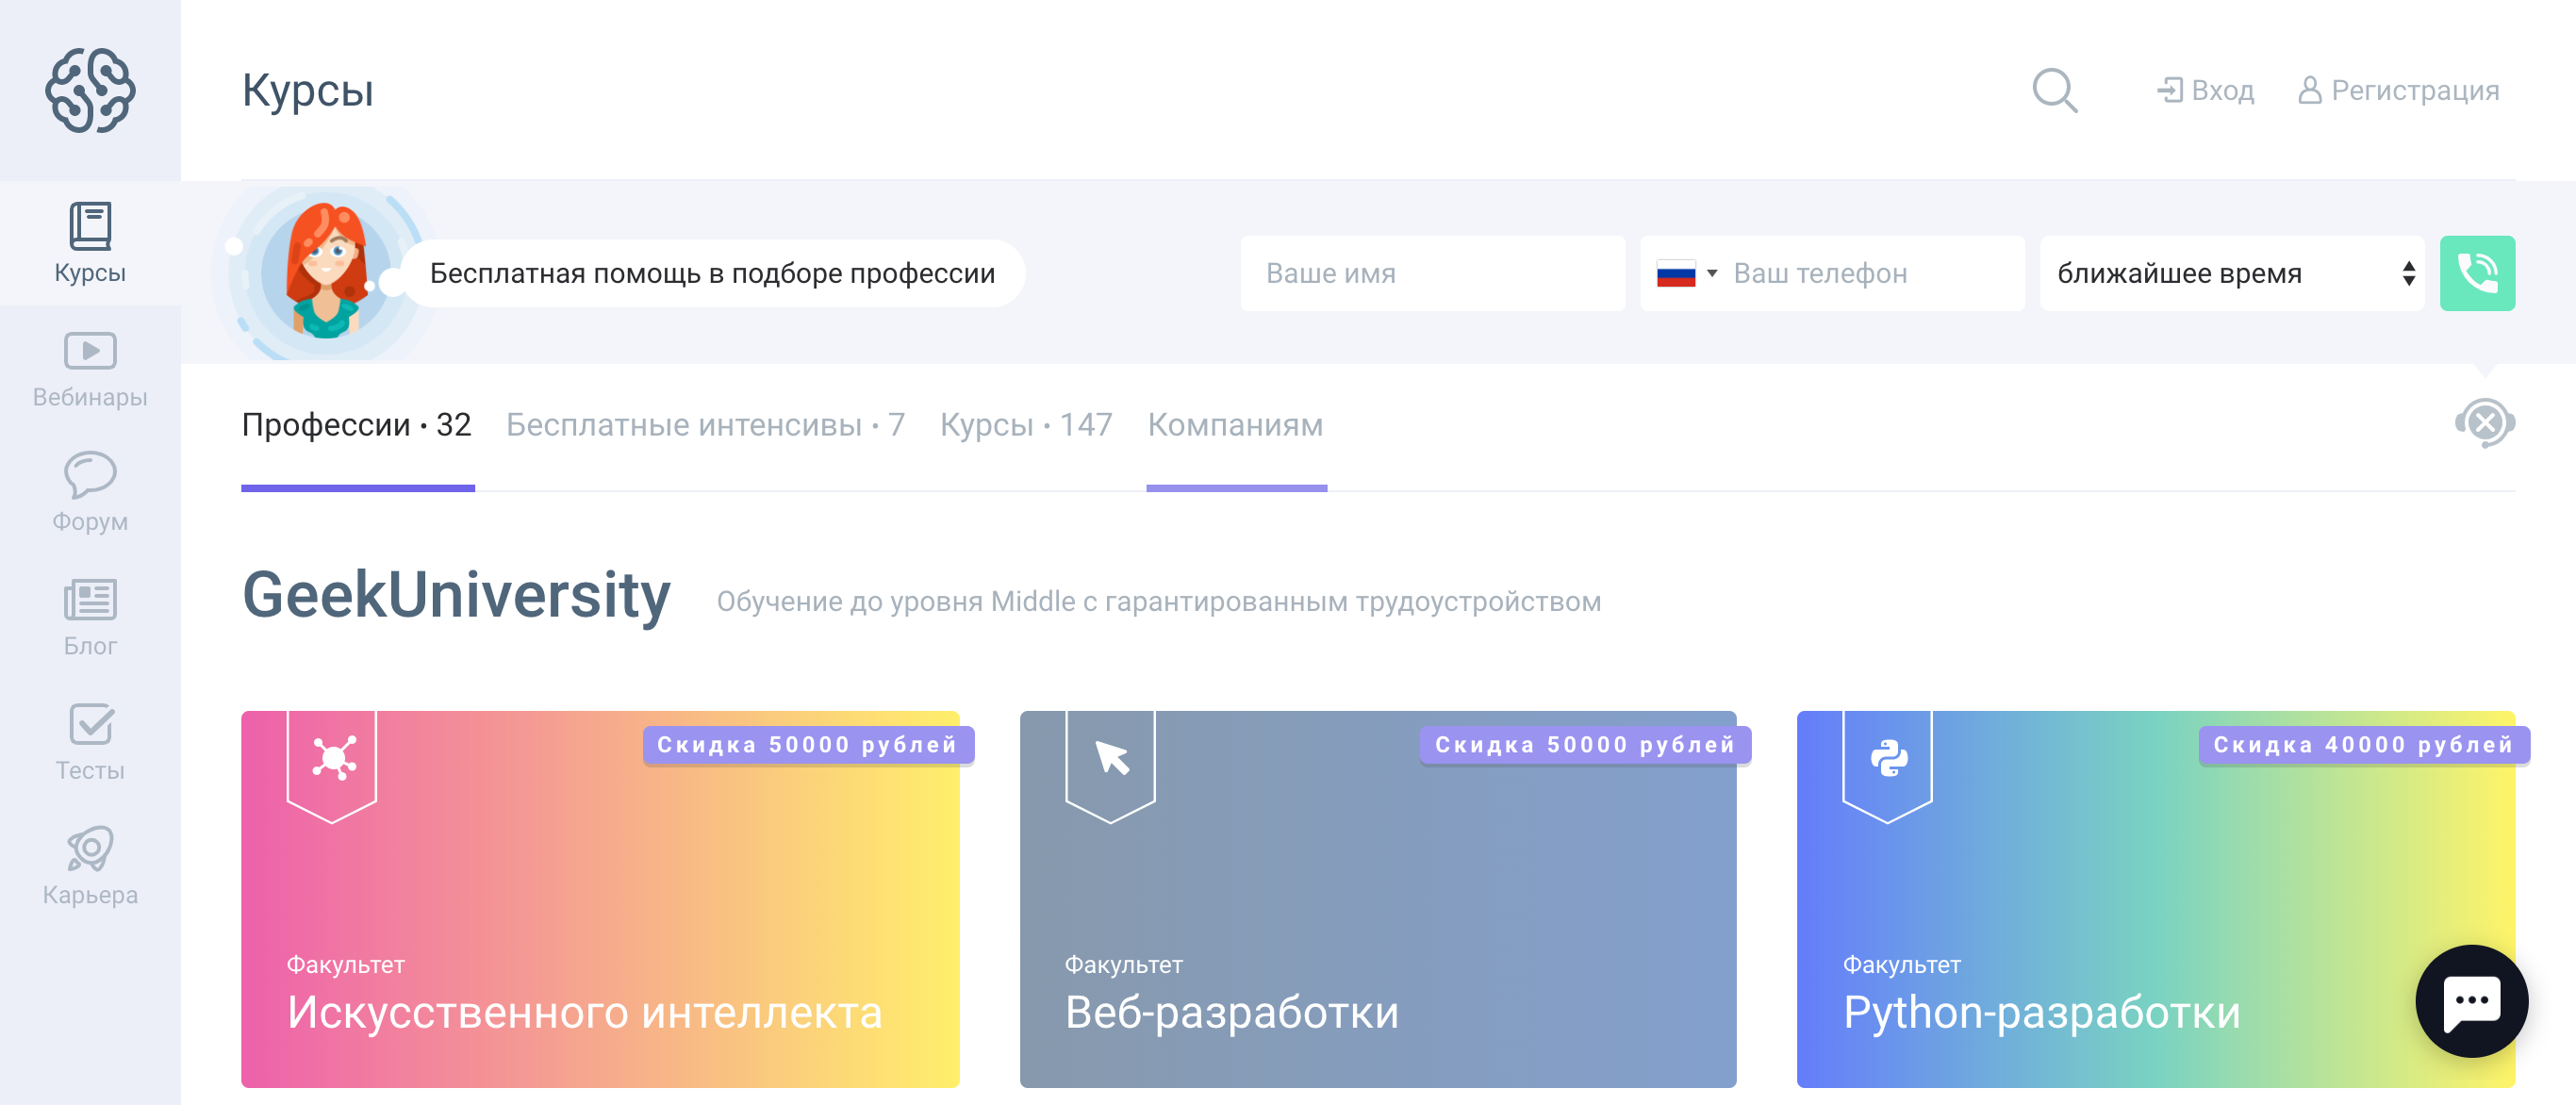 Курсы
Вход
Регистрация
Курсы
Вебинары
Форум
Блог
Тесты
Карьера
Бесплатная помощь в подборе профессии
Ваше имя
Ваш телефон
ближайшее время
Профессии • 32
Бесплатные интенсивы • 7
Курсы • 147
Компаниям
GeekUniversity
Обучение до уровня Middle с гарантированным трудоустройством
Скидка 50000 рублей
Факультет
Искусственного интеллекта
Скидка 50000 рублей
Факультет
Веб-разработки
Скидка 40000 рублей
Факультет
Python-разработки